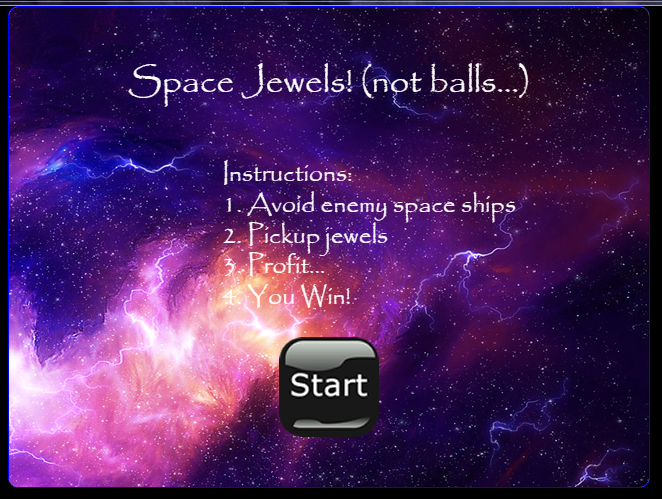 Space Jewels! (not balls...)
Instructions:
1. Avoid enemy space ships
2. Pickup jewels
3. Profit...
4. You Win!
Start